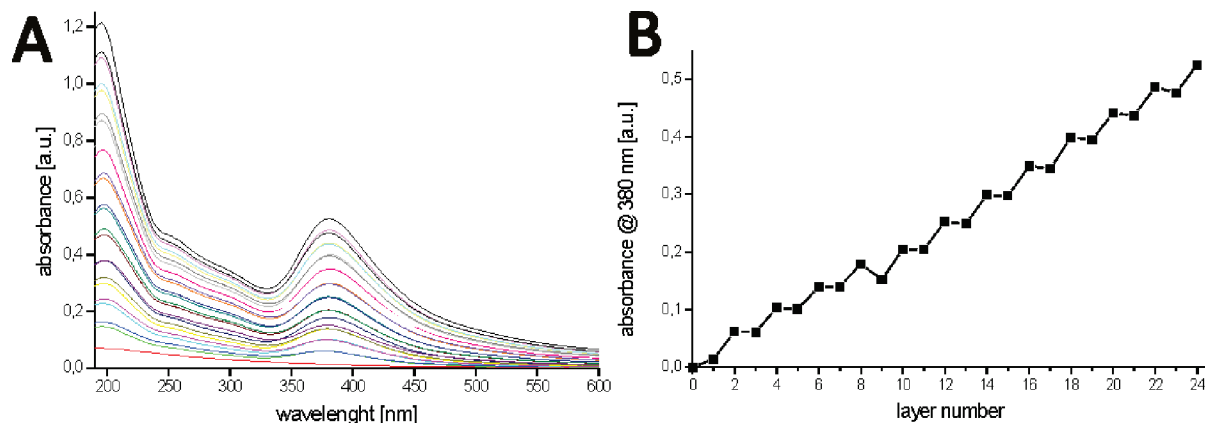 A
absorbance [a.u.]
1,2
1,0
0,8
0,6
0,4
0,2
0,0
200 250 300 350 400 450 500 550 600
wavelenght [nm]
B
absorbance @ 380 nm [a.u.]
0,5
0,4
0,3
0,2
0,1
0,0
0 2 4 6 8 10 12 14 16 18 20 22 24
layer number